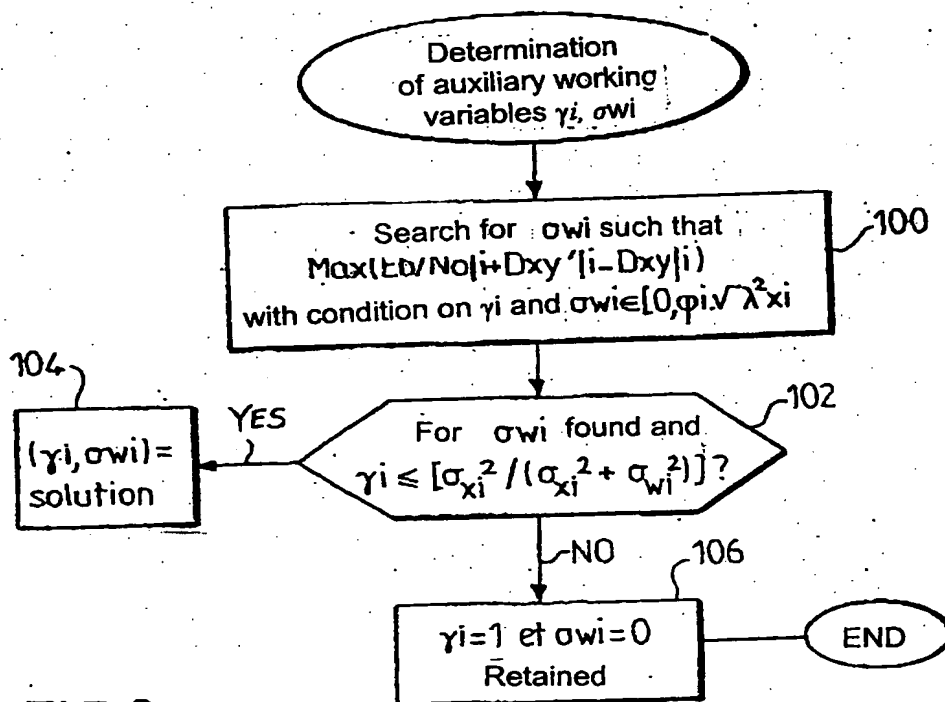 Determination
of auxiliary working
variables γi, σwi
Search for σwi such that
Max(Eb/No|i+Dxy'|i-Dxy|i)
with condition on γi and σwi∈[0,φi.√λ²xi
100
104
102
YES
(γi,σwi)=
solution
For σwi found and
γi ≤ [σxi²/(σxi² + σwi²)]?
NO
106
γi=1 et σwi=0
Retained
END